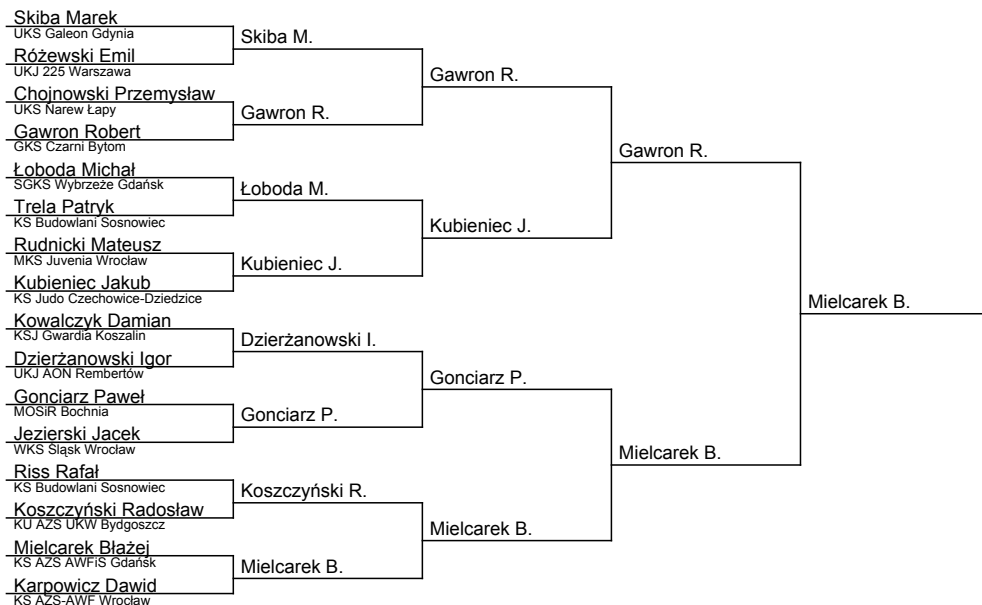 Skiba Marek
UKS Galeon Gdynia
Różewski Emil
UKJ 225 Warszawa
Chojnowski Przemysław
UKS Narew Łapy
Gawron Robert
GKS Czarni Bytom
Łoboda Michał
SGKS Wybrzeże Gdańsk
Trela Patryk
KS Budowlani Sosnowiec
Rudnicki Mateusz
MKS Juvenia Wrocław
Kubieniec Jakub
KS Judo Czechowice-Dziedzice
Kowalczyk Damian
KSJ Gwardia Koszalin
Dzierżanowski Igor
UKJ AON Rembertów
Gonciarz Paweł
MOSiR Bochnia
Jezierski Jacek
WKS Śląsk Wrocław
Riss Rafał
KS Budowlani Sosnowiec
Koszczyński Radosław
KU AZS UKW Bydgoszcz
Mielcarek Błażej
KS AZS AWFiS Gdańsk
Karpowicz Dawid
KS AZS-AWF Wrocław
Skiba M.
Gawron R.
Łoboda M.
Kubieniec J.
Dzierżanowski I.
Gonciarz P.
Koszczyński R.
Mielcarek B.
Gawron R.
Kubieniec J.
Gonciarz P.
Mielcarek B.
Gawron R.
Mielcarek B.
Mielcarek B.